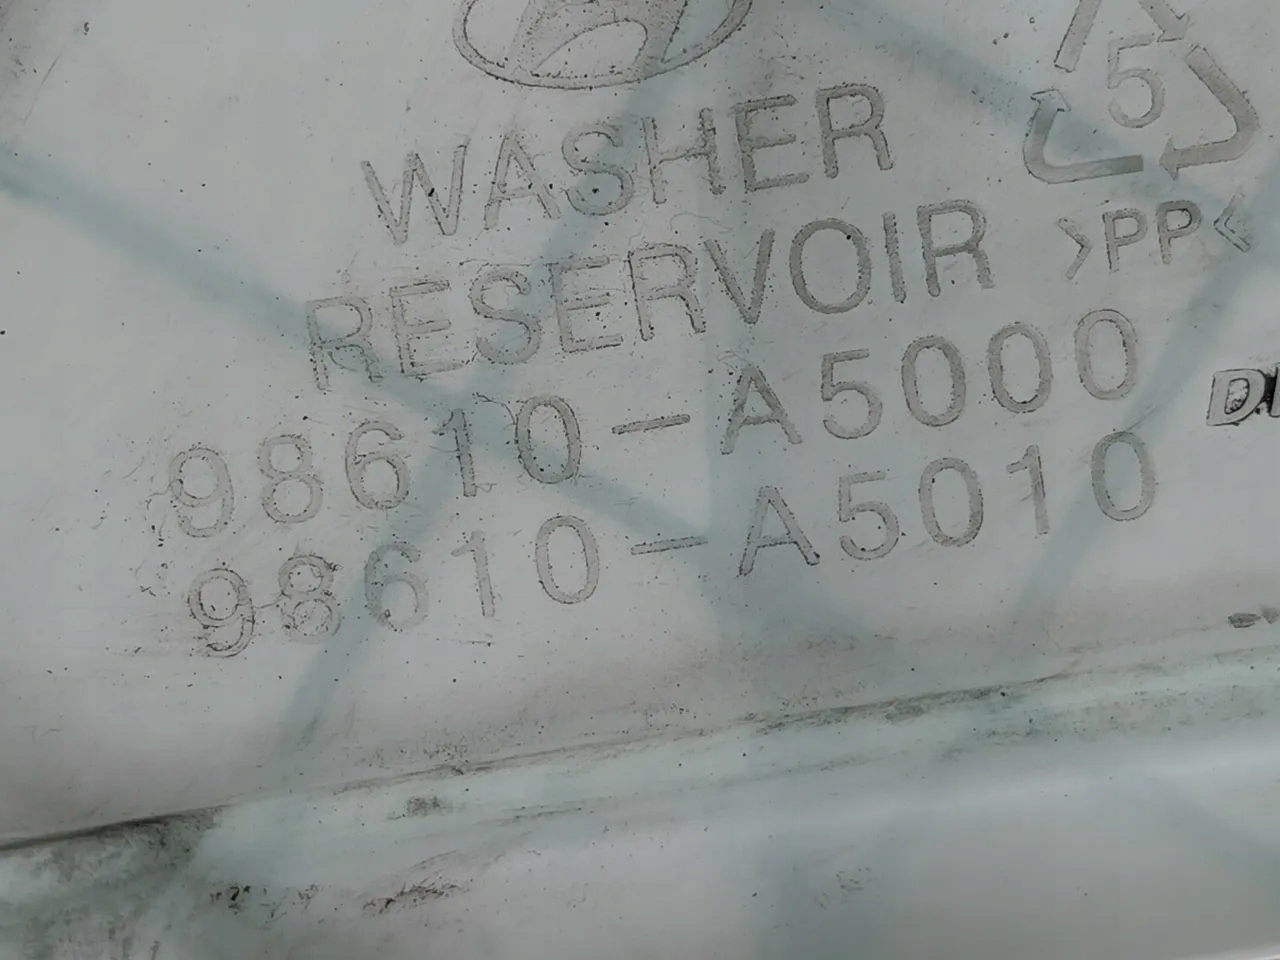 5
WASHER
RESERVOIR
>PP<
98610-A5000
98610-A5010